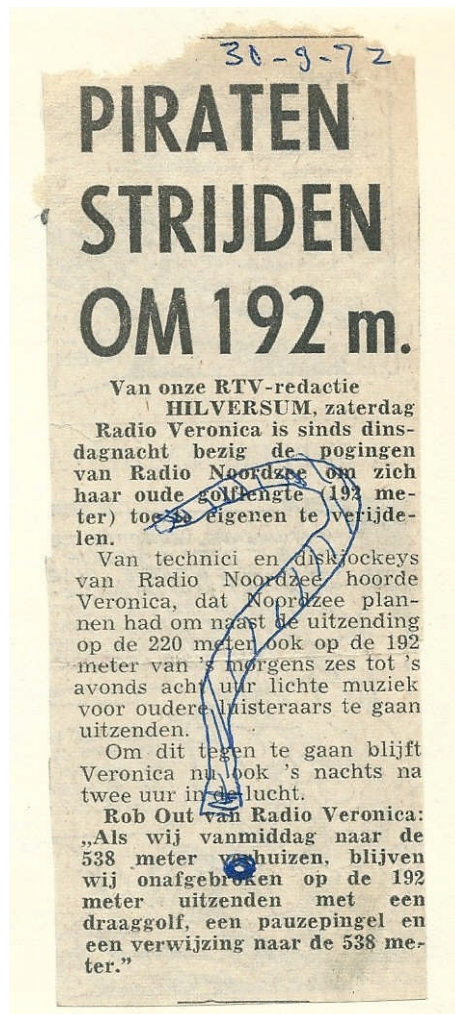 30-9-72
PIRATEN
STRIJDEN
OM 192 m.
Van onze RTV-redactie
HILVERSUM, zaterdag
Radio Veronica is sinds dins-
dagnacht bezig de pogingen
van Radio Noordzee om zich
haar oude golflengte (192 me-
ter) toe te eigenen te verijde-
len.
Van technici en diskjockeys
van Radio Noordzee hoorde
Veronica, dat Noordzee plan-
nen had om naast de uitzending
op de 220 meter ook op de 192
meter van 's morgens zes tot 's
avonds acht uur lichte muziek
voor oudere luisteraars te gaan
uitzenden.
Om dit tegen te gaan blijft
Veronica nu ook 's nachts na
twee uur in de lucht.
Rob Out van Radio Veronica:
„Als wij vanmiddag naar de
538 meter verhuizen, blijven
wij onafgebroken op de 192
meter uitzenden met een
draaggolf, een pauzepingel en
een verwijzing naar de 538 me-
ter.”